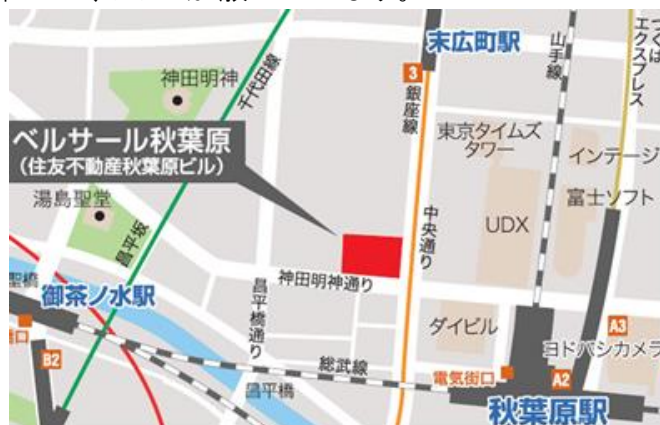 末広町駅
つくば
エクスプレス
山手線
3
神田明神
千代田線
銀座線
東京タイムズ
タワー
インテージ
ベルサール秋葉原
(住友不動産秋葉原ビル)
富士ソフト
湯島聖堂
中央通り
UDX
昌平坂
神田明神通り
聖橋
御茶ノ水駅
昌平橋通り
ダイビル
A3
ヨドバシカメラ
口
B2
総武線
電気街口
A2
昌平橋
秋葉原駅